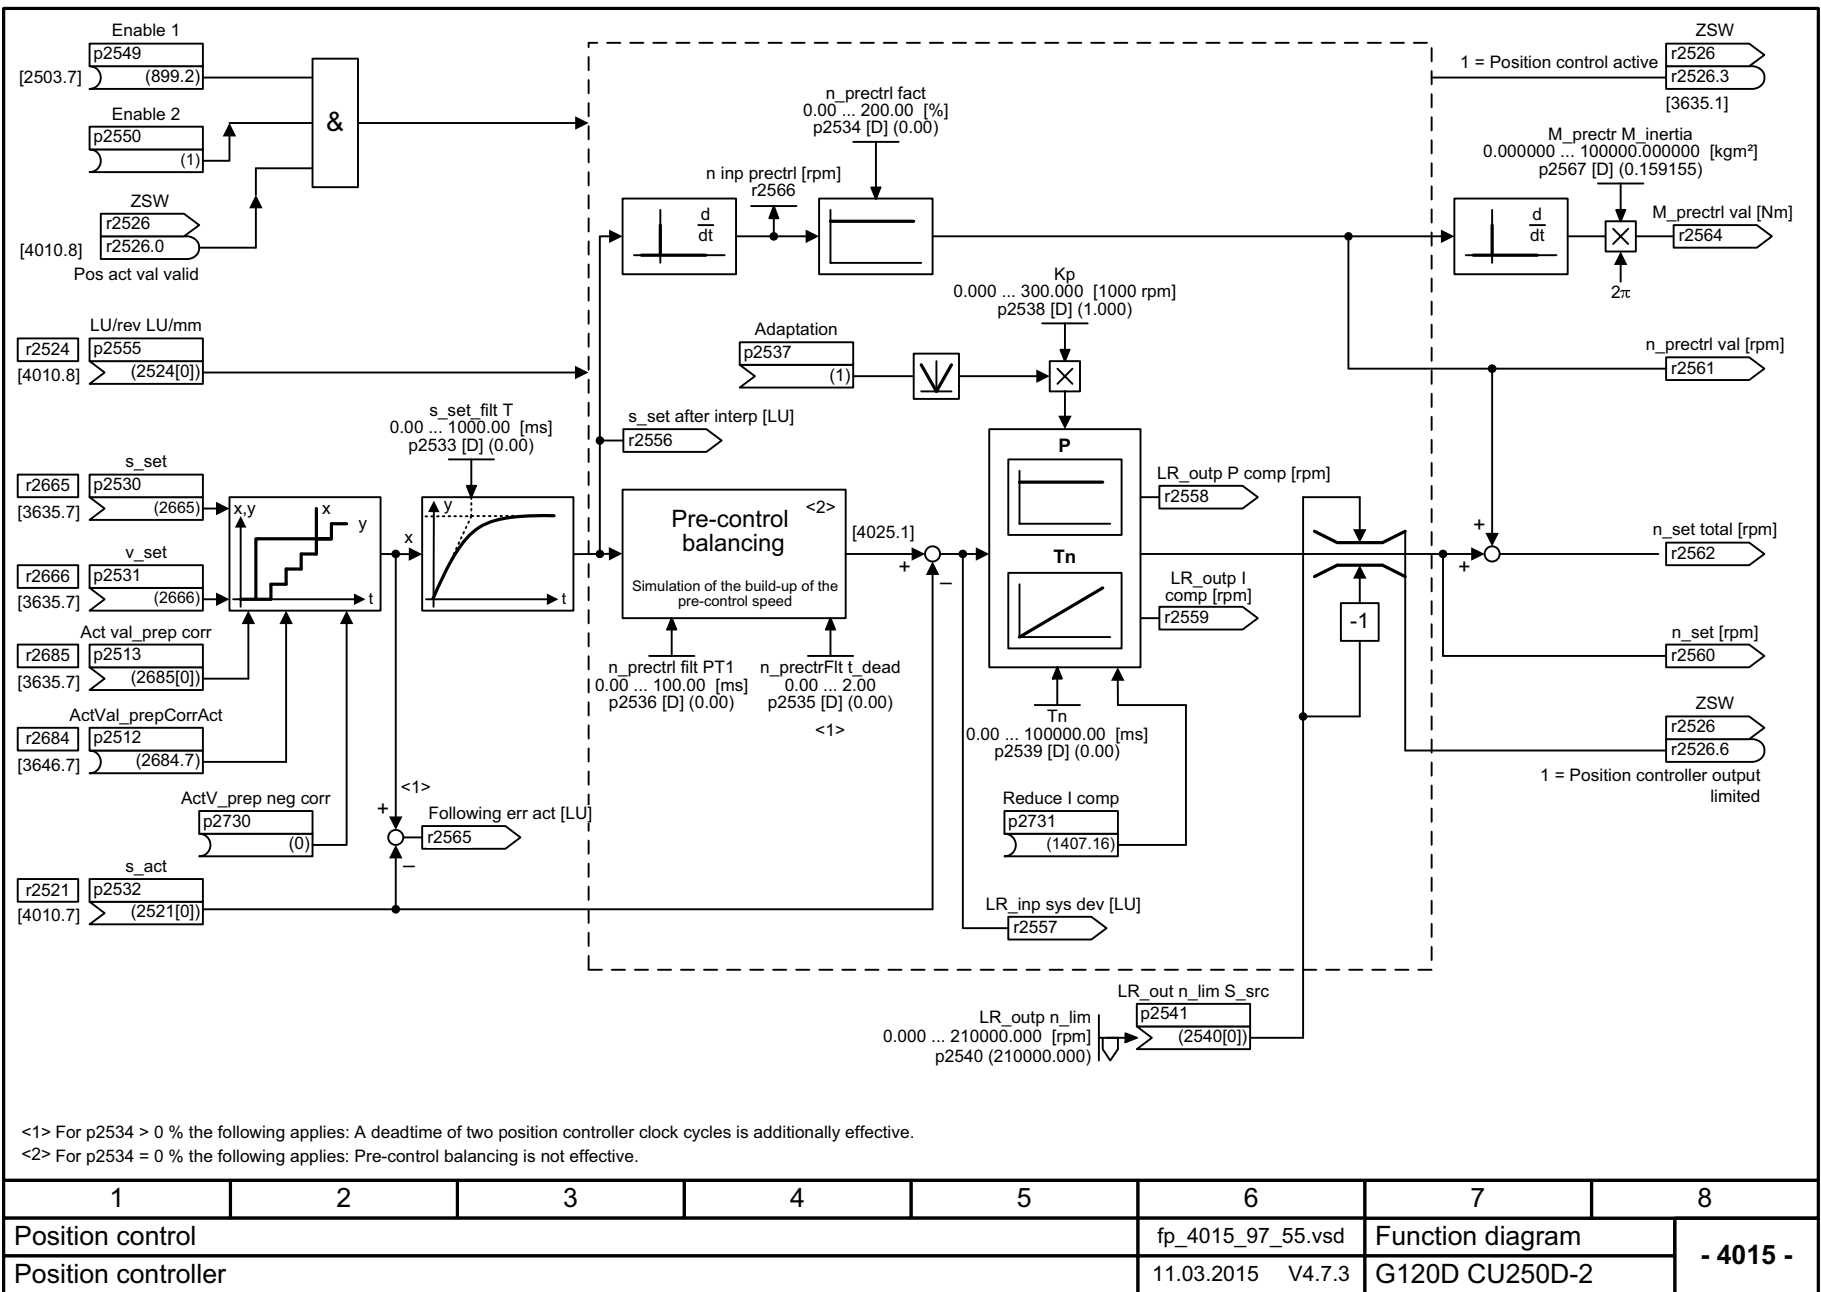 Enable 1
p2549
[2503.7]
(899.2)
Enable 2
p2550
(1)
&
ZSW
r2526
[4010.8]
r2526.0
Pos act val valid
LU/rev LU/mm
r2524
p2555
[4010.8]
(2524[0])
s_set
r2665
p2530
[3635.7]
(2665)
v_set
r2666
p2531
[3635.7]
(2666)
Act val_prep corr
r2685
p2513
[3635.7]
(2685[0])
ActVal_prepCorrAct
r2684
p2512
[3646.7]
(2684.7)
ActV_prep neg corr
p2730
(0)
s_act
r2521
p2532
[4010.7]
(2521[0])
x,y
x
y
t
x
s_set_filt T
0.00 ... 1000.00 [ms]
p2533 [D] (0.00)
y
t
<1>
+
–
Following err act [LU]
r2565
n_prectrl fact
0.00 ... 200.00 [%]
p2534 [D] (0.00)
n inp prectrl [rpm]
r2566
d
dt
Kp
0.000 ... 300.000 [1000 rpm]
p2538 [D] (1.000)
Adaptation
p2537
(1)
s_set after interp [LU]
r2556
Pre-control
balancing
<2>
Simulation of the build-up of the
pre-control speed
[4025.1]
+
–
n_prectrl filt PT1
0.00 ... 100.00 [ms]
p2536 [D] (0.00)
n_prectrFlt t_dead
0.00 ... 2.00
p2535 [D] (0.00)
<1>
P
Tn
LR_outp P comp [rpm]
r2558
LR_outp I
comp [rpm]
r2559
Tn
0.00 ... 100000.00 [ms]
p2539 [D] (0.00)
Reduce I comp
p2731
(1407.16)
LR_inp sys dev [LU]
r2557
-1
LR_out n_lim S_src
p2541
(2540[0])
LR_outp n_lim
0.000 ... 210000.000 [rpm]
p2540 (210000.000)
ZSW
r2526
1 = Position control active
r2526.3
[3635.1]
M_prectr M_inertia
0.000000 ... 100000.000000 [kgm²]
p2567 [D] (0.159155)
d
dt
2π
M_prectrl val [Nm]
r2564
n_prectrl val [rpm]
r2561
+
+
n_set total [rpm]
r2562
n_set [rpm]
r2560
ZSW
r2526
r2526.6
1 = Position controller output
limited
<1> For p2534 > 0 % the following applies: A deadtime of two position controller clock cycles is additionally effective.
<2> For p2534 = 0 % the following applies: Pre-control balancing is not effective.
1 2 3 4 5 6 7 8
Position control
fp_4015_97_55.vsd
Function diagram
- 4015 -
Position controller
11.03.2015 V4.7.3
G120D CU250D-2